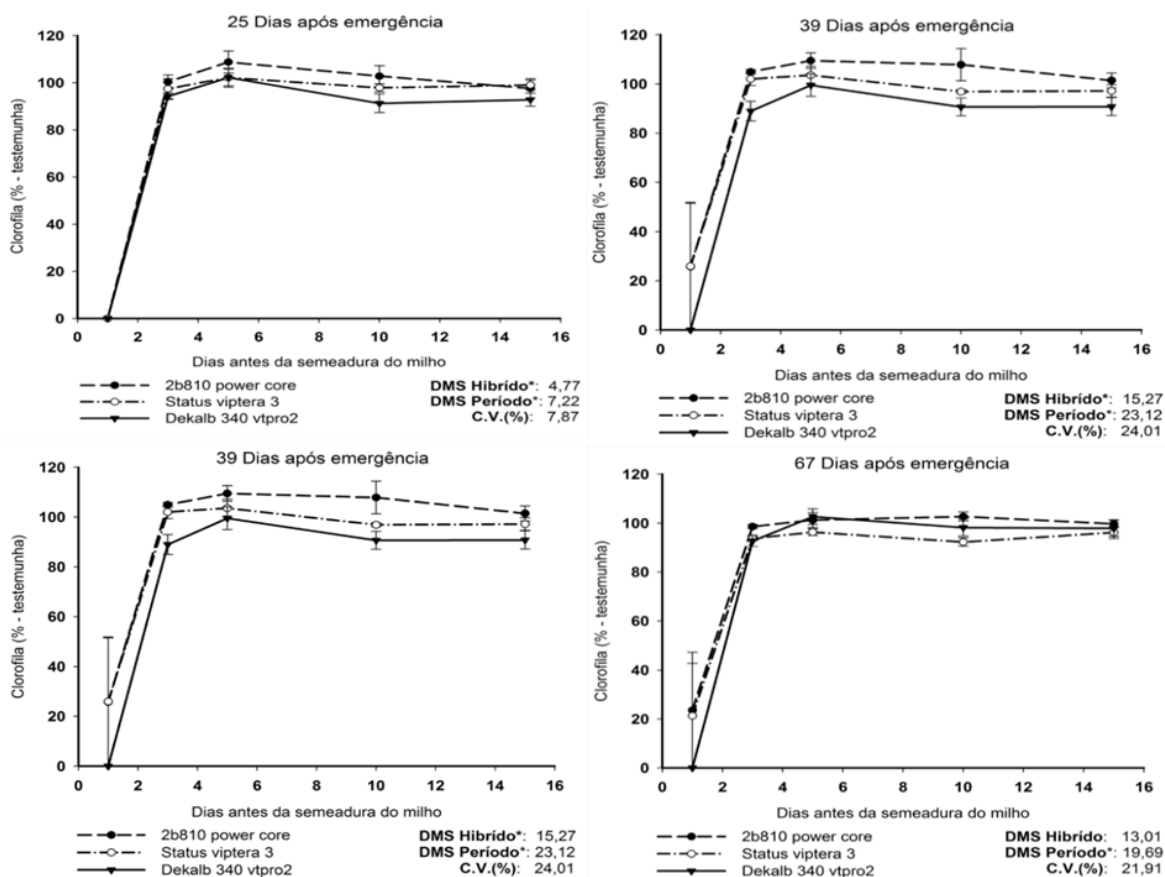 25 Dias após emergência
120
100
80
60
40
20
0
Clorofila (% - testemunha)
0 2 4 6 8 10 12 14 16
Dias antes da semeadura do milho
2b810 power core DMS Hibrído*: 4,77
Status viptera 3 DMS Período*: 7,22
Dekalb 340 vtpro2 C.V.(%): 7,87
39 Dias após emergência
120
100
80
60
40
20
0
Clorofila (% - testemunha)
0 2 4 6 8 10 12 14 16
Dias antes da semeadura do milho
2b810 power core DMS Hibrído*: 15,27
Status viptera 3 DMS Período*: 23,12
Dekalb 340 vtpro2 C.V.(%): 24,01
39 Dias após emergência
120
100
80
60
40
20
0
Clorofila (% - testemunha)
0 2 4 6 8 10 12 14 16
Dias antes da semeadura do milho
2b810 power core DMS Hibrído*: 15,27
Status viptera 3 DMS Período*: 23,12
Dekalb 340 vtpro2 C.V.(%): 24,01
67 Dias após emergência
120
100
80
60
40
20
0
Clorofila (% - testemunha)
0 2 4 6 8 10 12 14 16
Dias antes da semeadura do milho
2b810 power core DMS Hibrído: 13,01
Status viptera 3 DMS Período*: 19,69
Dekalb 340 vtpro2 C.V.(%): 21,91